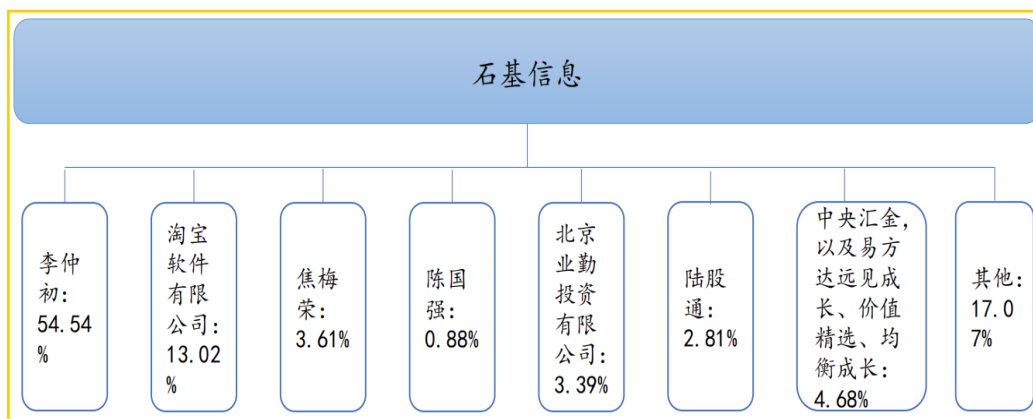 石基信息
李仲
初：
54.54
%
淘宝
软件
有限
公司：
13.02
%
焦梅
荣：
3.61%
陈国
强：
0.88%
北京
业勤
投资
有限
公司：
3.39%
陆股
通：
2.81%
中央汇金，
以及易方
达远见成
长、价值
精选、均
衡成长：
4.68%
其他：
17.0
7%